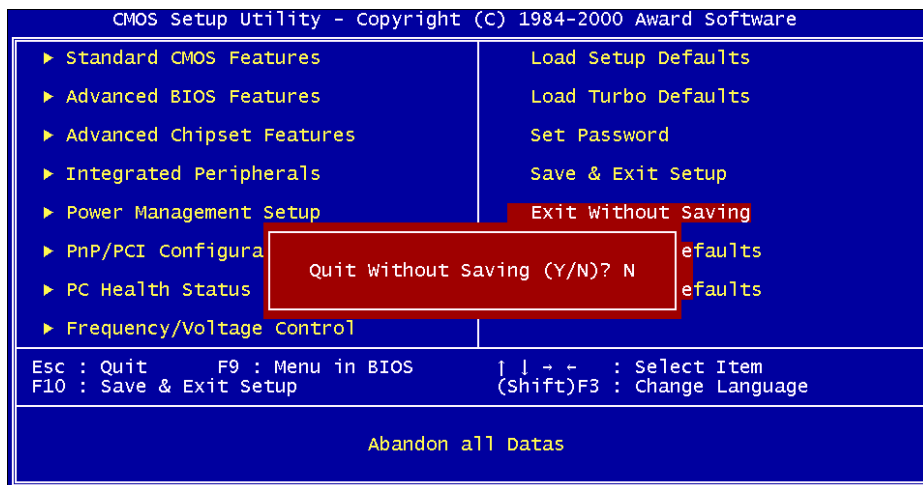 CMOS Setup Utility - Copyright (C) 1984-2000 Award Software
▶ Standard CMOS Features
▶ Advanced BIOS Features
▶ Advanced Chipset Features
▶ Integrated Peripherals
▶ Power Management Setup
▶ PnP/PCI Configura
▶ PC Health Status
▶ Frequency/Voltage Control
Load Setup Defaults
Load Turbo Defaults
Set Password
Save & Exit Setup
Exit Without Saving
efaults
efaults
Quit Without Saving (Y/N)? N
Esc : Quit F9 : Menu in BIOS ↑ ↓ → ← : Select Item
F10 : Save & Exit Setup (Shift)F3 : Change Language
Abandon all Datas